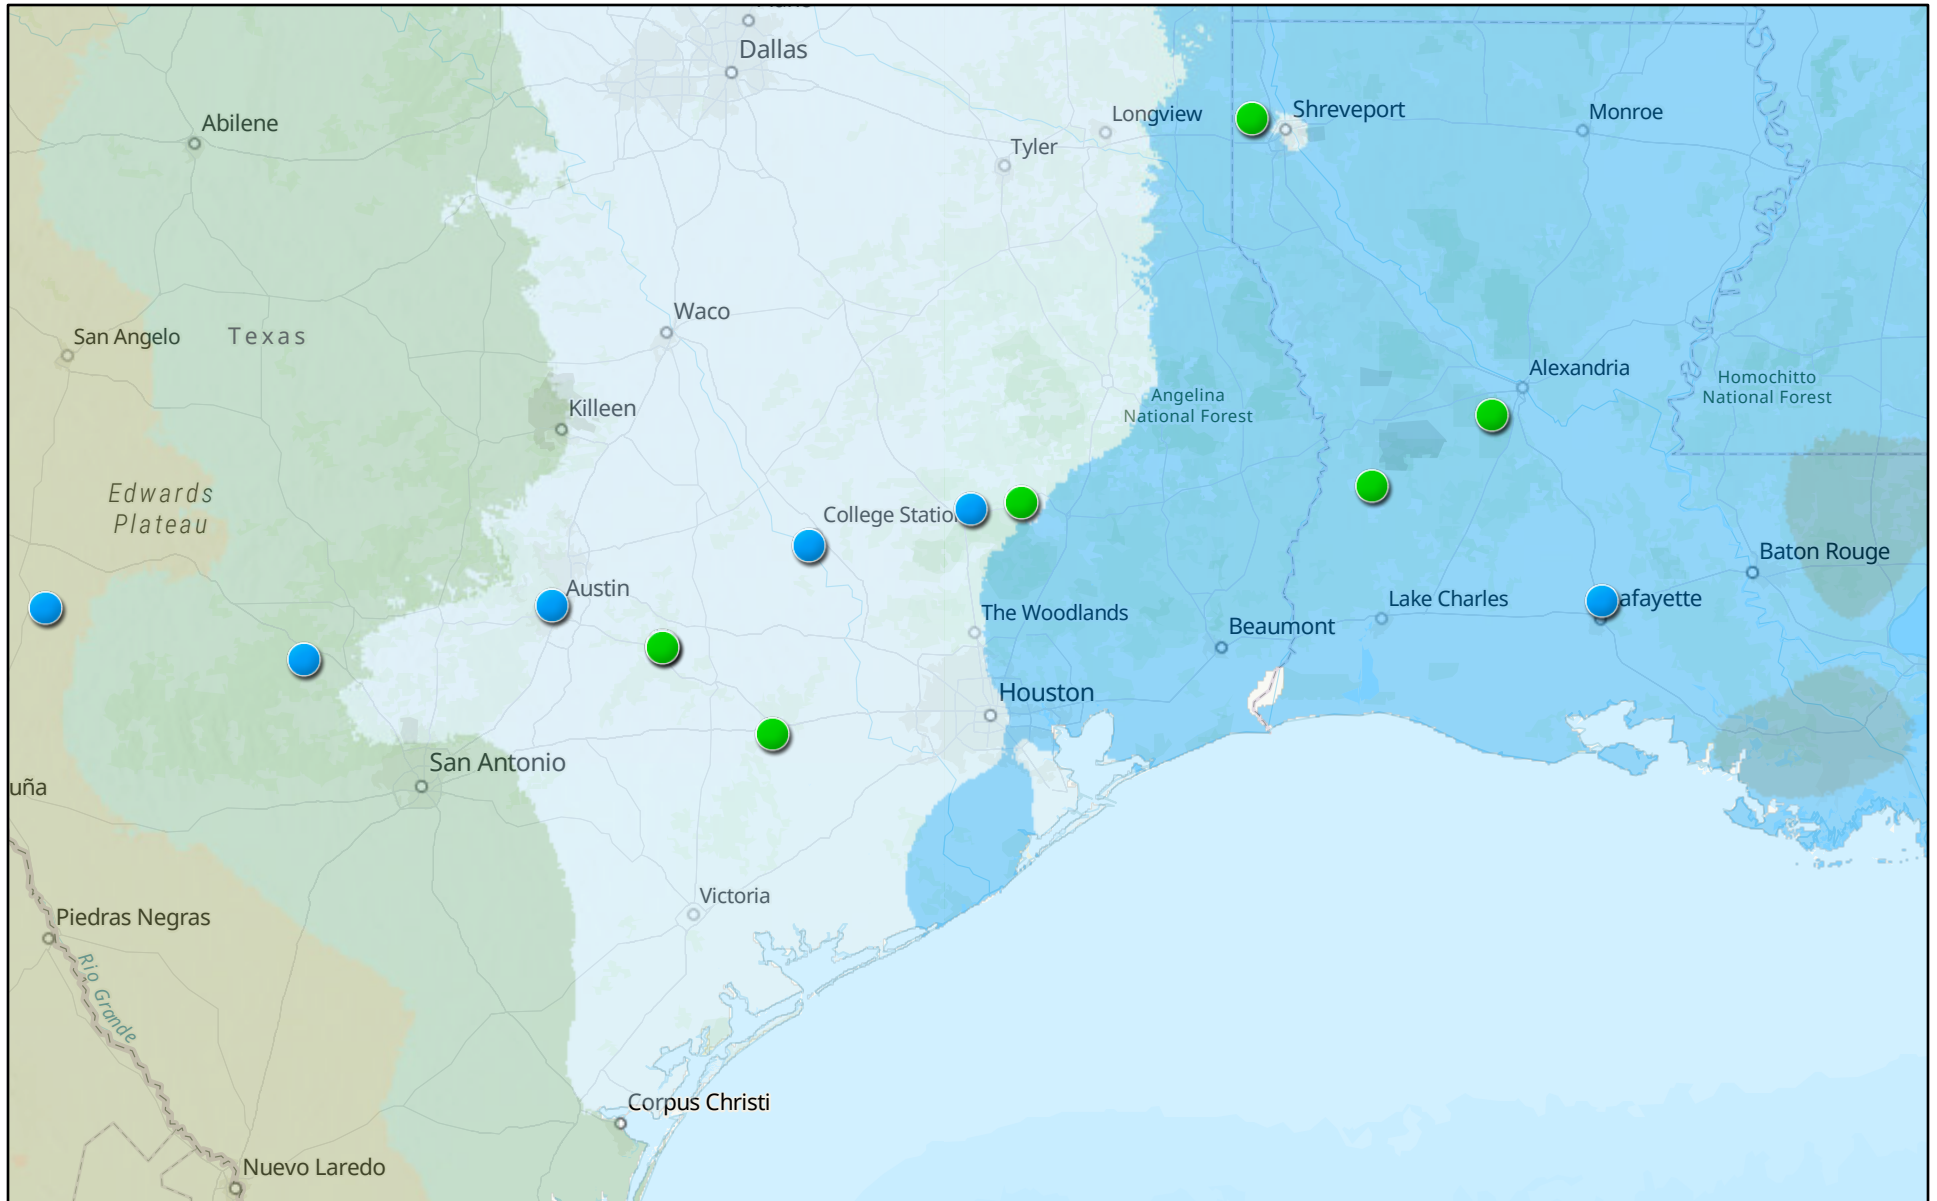 Dallas
Abilene
Longview
Shreveport
Monroe
Tyler
Waco
San Angelo
Texas
Alexandria
Homochitto
National Forest
Angelina
National Forest
Killeen
Edwards
Plateau
College Statio
Baton Rouge
Austin
Lake Charles
afayette
The Woodlands
Beaumont
Houston
San Antonio
uña
Victoria
Piedras Negras
Rio Grande
Corpus Christi
Nuevo Laredo